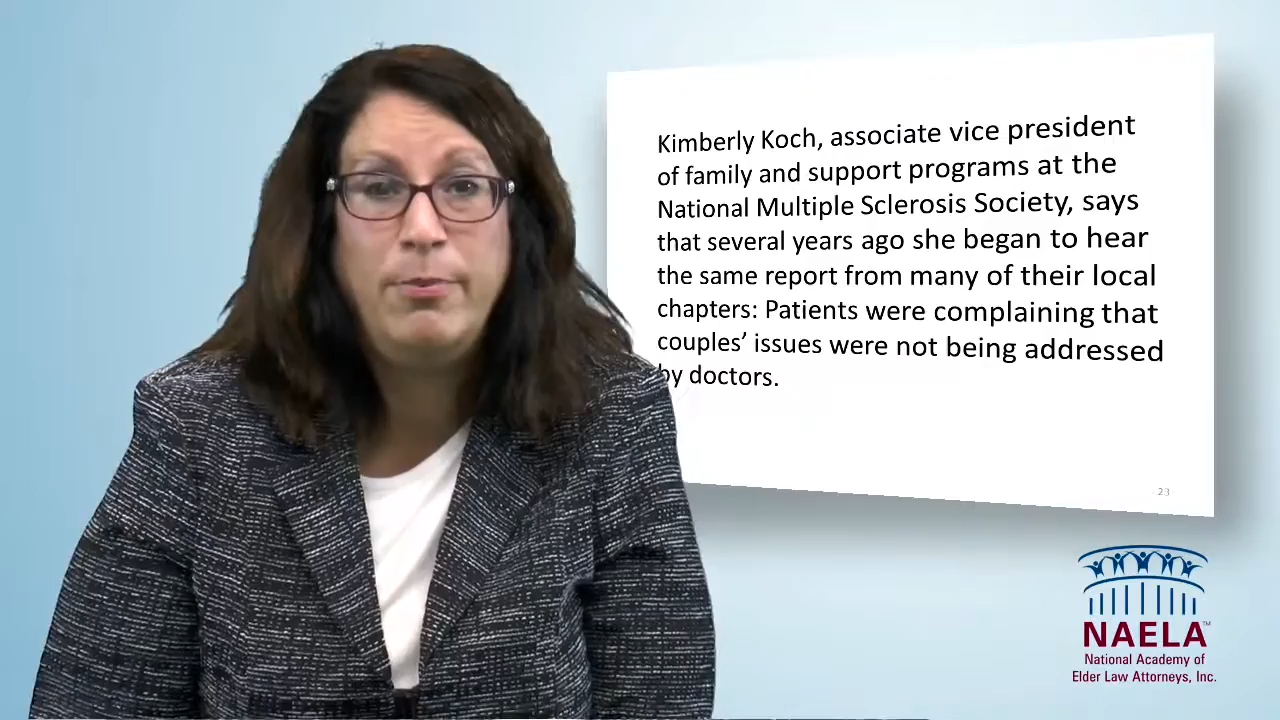 Kimberly Koch, associate vice president
of family and support programs at the
National Multiple Sclerosis Society, says
that several years ago she began to hear
the same report from many of their local
chapters: Patients were complaining that
couples’ issues were not being addressed
by doctors.
23
NAELA™
National Academy of
Elder Law Attorneys, Inc.